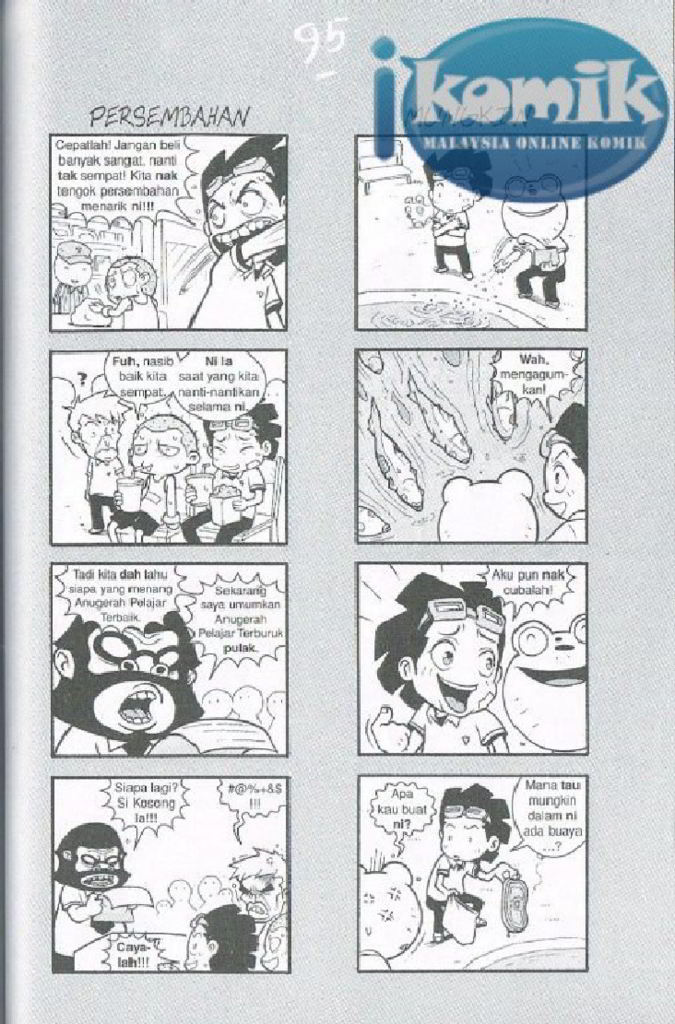 95
ikomik
MALAYSIA ONLINE KOMIK
PERSEMBAHAN
Cepatlah! Jangan beli
banyak sangat, nanti
tak sempat! Kita nak
tengok persembahan
menarik ni!!!
?
Fuh, nasib
baik kita
sempat.
Ni la
saat yang kita
nanti-nantikan
selama ni.
Tadi kita dah tahu
siapa yang menang
Anugerah Pelajar
Terbaik.
Sekarang
saya umumkan
Anugerah
Pelajar Terburuk
pulak.
Siapa lagi?
Si Kosong
la!!!
#@%+&$
!!!
Caya-
lah!!!
MUNGKIN
Wah,
mengagum-
kan!
Aku pun nak
cubalah!
Apa
kau buat
ni?
Mana tau
mungkin
dalam ni
ada buaya
...?